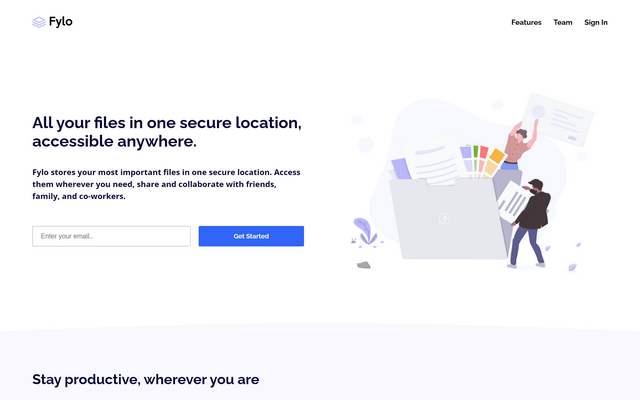 Fylo
Features Team Sign In
All your files in one secure location,
accessible anywhere.
Fylo stores your most important files in one secure location. Access
them wherever you need, share and collaborate with friends,
family, and co-workers.
Enter your email..
Get Started
Stay productive, wherever you are